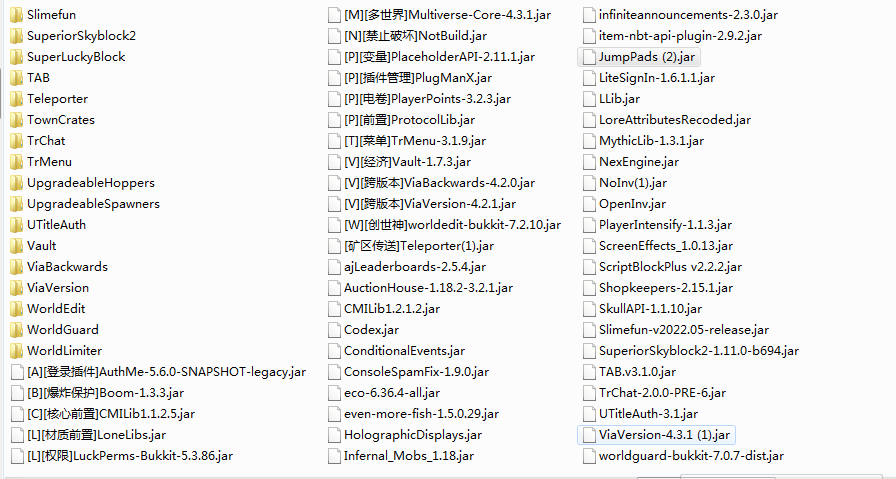 Slimefun
SuperiorSkyblock2
SuperLuckyBlock
TAB
Teleporter
TownCrates
TrChat
TrMenu
UpgradeableHoppers
UpgradeableSpawners
UTitleAuth
Vault
ViaBackwards
ViaVersion
WorldEdit
WorldGuard
WorldLimiter
[A][登录插件]AuthMe-5.6.0-SNAPSHOT-legacy.jar
[B][爆炸保护]Boom-1.3.3.jar
[C][核心前置]CMILib1.1.2.5.jar
[L][材质前置]LoneLibs.jar
[L][权限]LuckPerms-Bukkit-5.3.86.jar
[M][多世界]Multiverse-Core-4.3.1.jar
[N][禁止破坏]NotBuild.jar
[P][变量]PlaceholderAPI-2.11.1.jar
[P][插件管理]PlugManX.jar
[P][电卷]PlayerPoints-3.2.3.jar
[P][前置]ProtocolLib.jar
[T][菜单]TrMenu-3.1.9.jar
[V][经济]Vault-1.7.3.jar
[V][跨版本]ViaBackwards-4.2.0.jar
[V][跨版本]ViaVersion-4.2.1.jar
[W][创世神]worldedit-bukkit-7.2.10.jar
[矿区传送]Teleporter(1).jar
ajLeaderboards-2.5.4.jar
AuctionHouse-1.18.2-3.2.1.jar
CMILib1.2.1.2.jar
Codex.jar
ConditionalEvents.jar
ConsoleSpamFix-1.9.0.jar
eco-6.36.4-all.jar
even-more-fish-1.5.0.29.jar
HolographicDisplays.jar
Infernal_Mobs_1.18.jar
infiniteannouncements-2.3.0.jar
item-nbt-api-plugin-2.9.2.jar
JumpPads (2).jar
LiteSignIn-1.6.1.1.jar
LLib.jar
LoreAttributesRecoded.jar
MythicLib-1.3.1.jar
NexEngine.jar
NoInv(1).jar
OpenInv.jar
PlayerIntensify-1.1.3.jar
ScreenEffects_1.0.13.jar
ScriptBlockPlus v2.2.2.jar
Shopkeepers-2.15.1.jar
SkullAPI-1.1.10.jar
Slimefun-v2022.05-release.jar
SuperiorSkyblock2-1.11.0-b694.jar
TAB.v3.1.0.jar
TrChat-2.0.0-PRE-6.jar
UTitleAuth-3.1.jar
ViaVersion-4.3.1 (1).jar
worldguard-bukkit-7.0.7-dist.jar